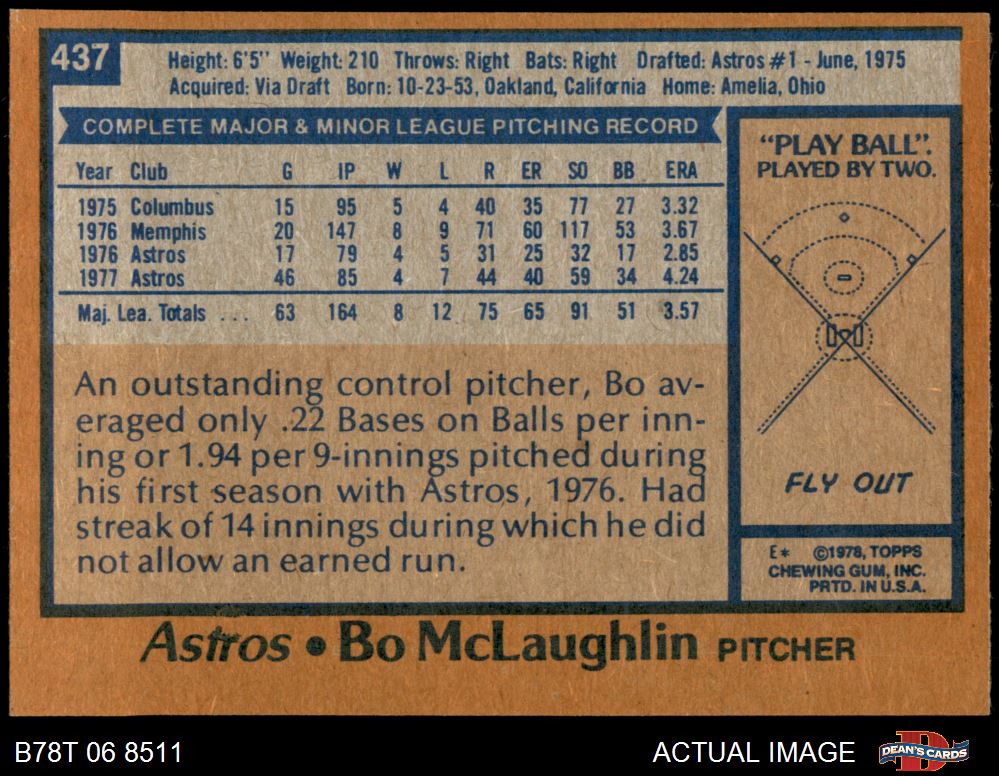 437
Height: 6'5" Weight: 210 Throws: Right Bats: Right Drafted: Astros #1 - June, 1975
Acquired: Via Draft Born: 10-23-53, Oakland, California Home: Amelia, Ohio
COMPLETE MAJOR & MINOR LEAGUE PITCHING RECORD
Year Club G IP W L R ER SO BB ERA
1975 Columbus 15 95 5 4 40 35 77 27 3.32
1976 Memphis 20 147 8 9 71 60 117 53 3.67
1976 Astros 17 79 4 5 31 25 32 17 2.85
1977 Astros 46 85 4 7 44 40 59 34 4.24
Maj. Lea. Totals ... 63 164 8 12 75 65 91 51 3.57
An outstanding control pitcher, Bo av-
eraged only .22 Bases on Balls per inn-
ing or 1.94 per 9-innings pitched during
his first season with Astros, 1976. Had
streak of 14 innings during which he did
not allow an earned run.
"PLAY BALL".
PLAYED BY TWO.
FLY OUT
E* ©1978, TOPPS
CHEWING GUM, INC.
PRTD. IN U.S.A.
Astros • Bo McLaughlin PITCHER
B78T 06 8511
ACTUAL IMAGE
D
DEAN'S CARDS